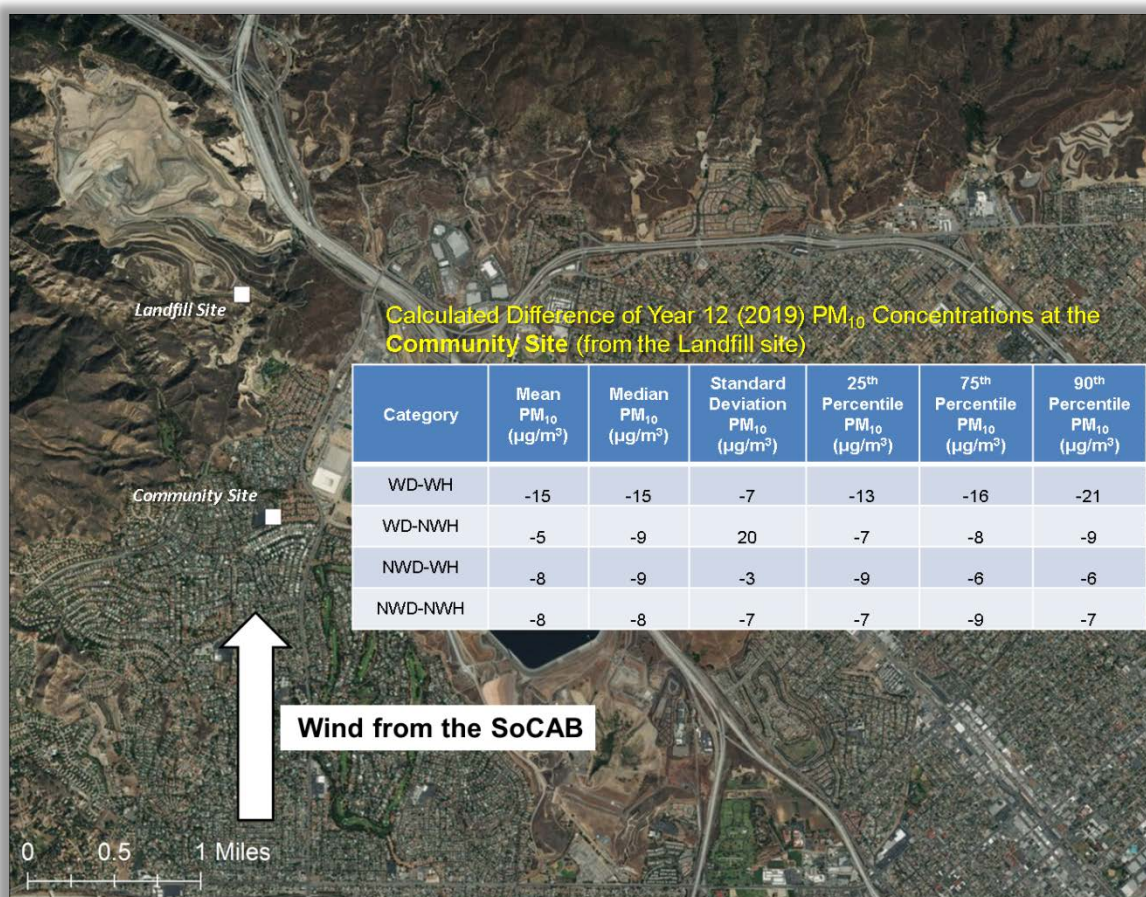 Landfill Site
Calculated Difference of Year 12 (2019) PM₁₀ Concentrations at the
Community Site (from the Landfill site)
Category | Mean PM₁₀ (µg/m³) | Median PM₁₀ (µg/m³) | Standard Deviation PM₁₀ (µg/m³) | 25th Percentile PM₁₀ (µg/m³) | 75th Percentile PM₁₀ (µg/m³) | 90th Percentile PM₁₀ (µg/m³)
WD-WH | -15 | -15 | -7 | -13 | -16 | -21
WD-NWH | -5 | -9 | 20 | -7 | -8 | -9
NWD-WH | -8 | -9 | -3 | -9 | -6 | -6
NWD-NWH | -8 | -8 | -7 | -7 | -9 | -7
Community Site
Wind from the SoCAB
0 0.5 1 Miles